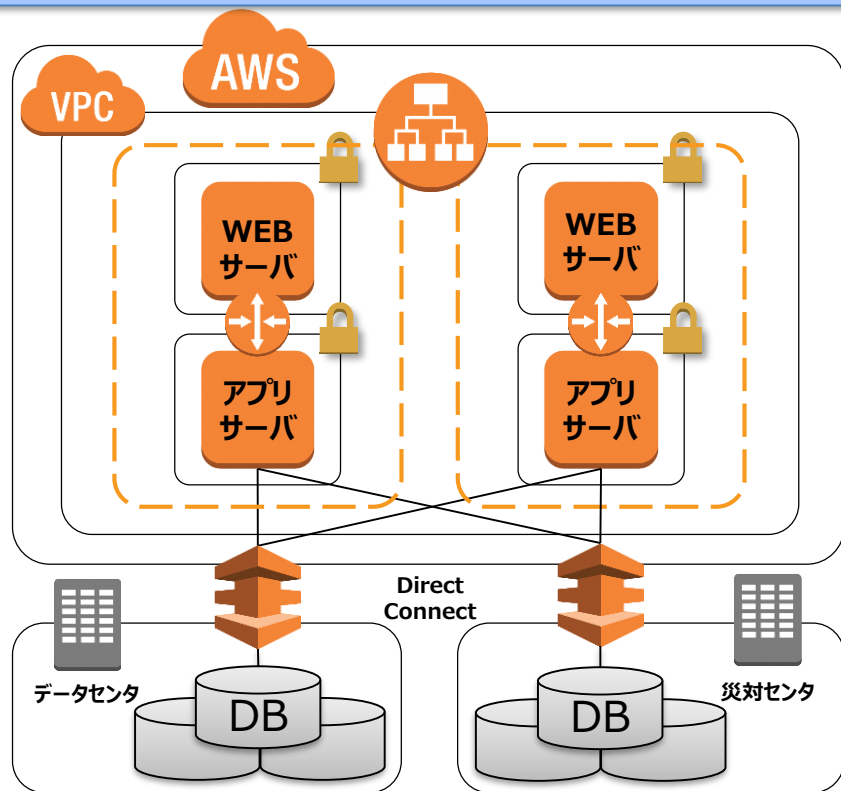 AWS
VPC
WEB
サーバ
WEB
サーバ
アプリ
サーバ
アプリ
サーバ
Direct
Connect
データセンタ
災対センタ
DB
DB